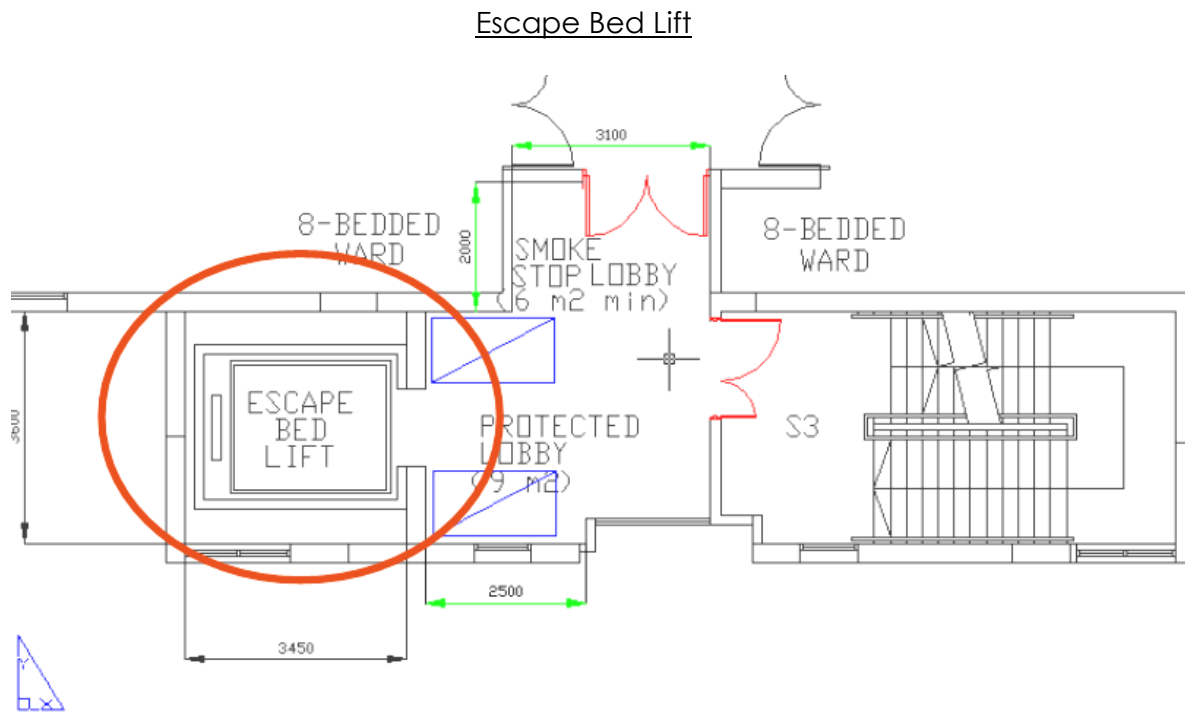 Escape Bed Lift
3100
8-BEDDED
WARD
2000
SMOKE
STOP LOBBY
(6 m2 min)
8-BEDDED
WARD
3600
ESCAPE
BED
LIFT
PROTECTED
LOBBY
(9 m2)
S3
2500
3450
Y
X